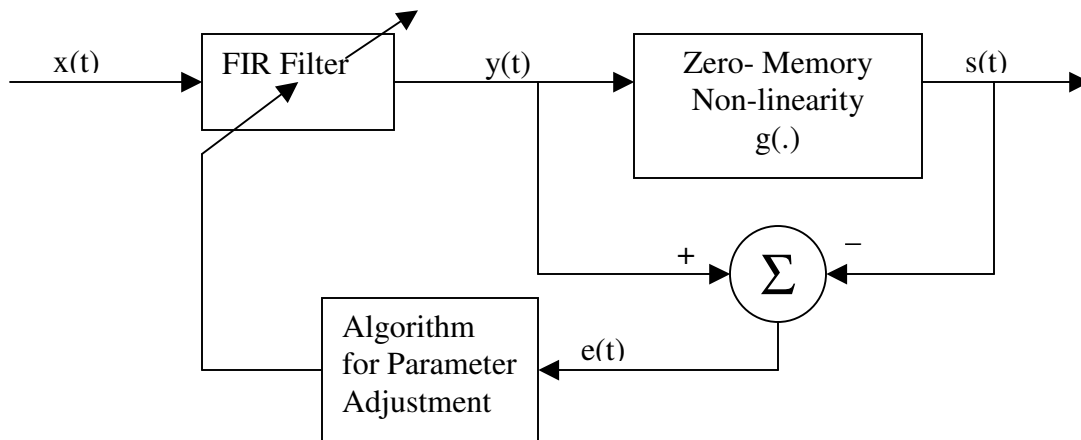 x(t)
FIR Filter
y(t)
Zero- Memory
Non-linearity
g(.)
s(t)
+
−
Σ
Algorithm
for Parameter
Adjustment
e(t)